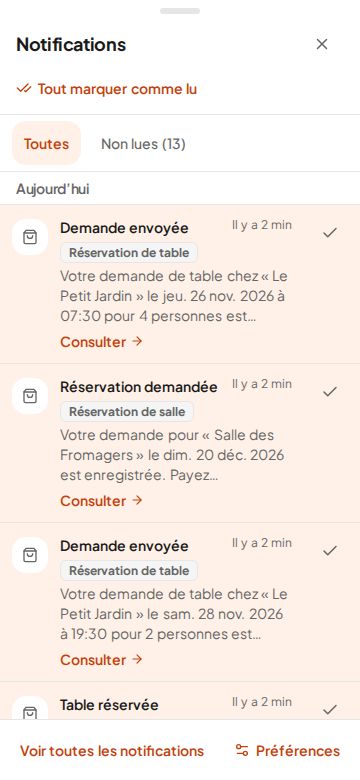 Notifications
Tout marquer comme lu
Toutes
Non lues (13)
Aujourd'hui
Demande envoyée
Il y a 2 min
Réservation de table
Votre demande de table chez « Le
Petit Jardin » le jeu. 26 nov. 2026 à
07:30 pour 4 personnes est…
Consulter →
Réservation demandée
Il y a 2 min
Réservation de salle
Votre demande pour « Salle des
Fromagers » le dim. 20 déc. 2026
est enregistrée. Payez…
Consulter →
Demande envoyée
Il y a 2 min
Réservation de table
Votre demande de table chez « Le
Petit Jardin » le sam. 28 nov. 2026
à 19:30 pour 2 personnes est…
Consulter →
Table réservée
Il y a 2 min
Voir toutes les notifications
Préférences